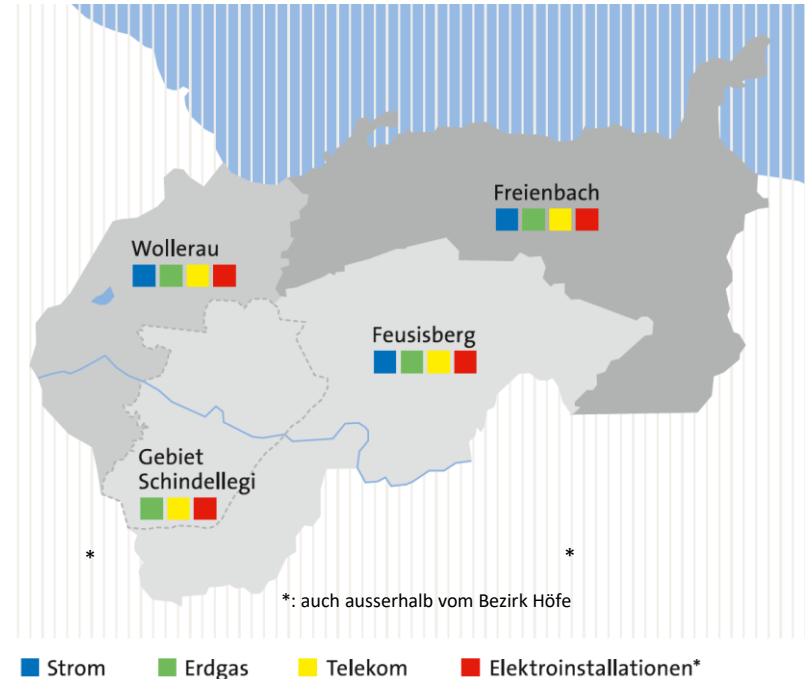 Freienbach
Wollerau
Feusisberg
Gebiet
Schindellegi
* *
*: auch ausserhalb vom Bezirk Höfe
Strom Erdgas Telekom Elektroinstallationen*